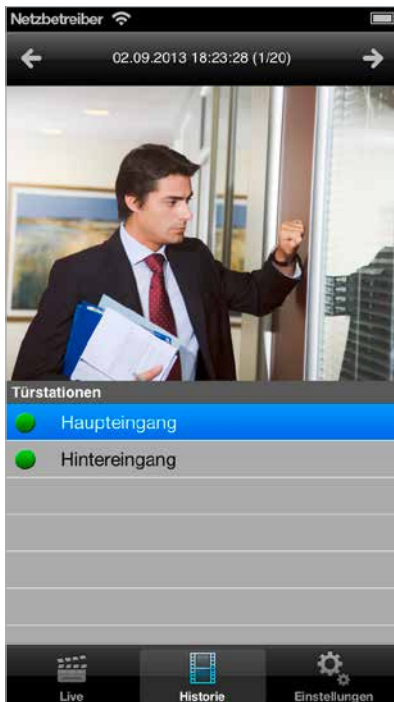 Netzbetreiber
02.09.2013 18:23:28 (1/20)
Türstationen
Haupteingang
Hintereingang
Live Historie Einstellungen